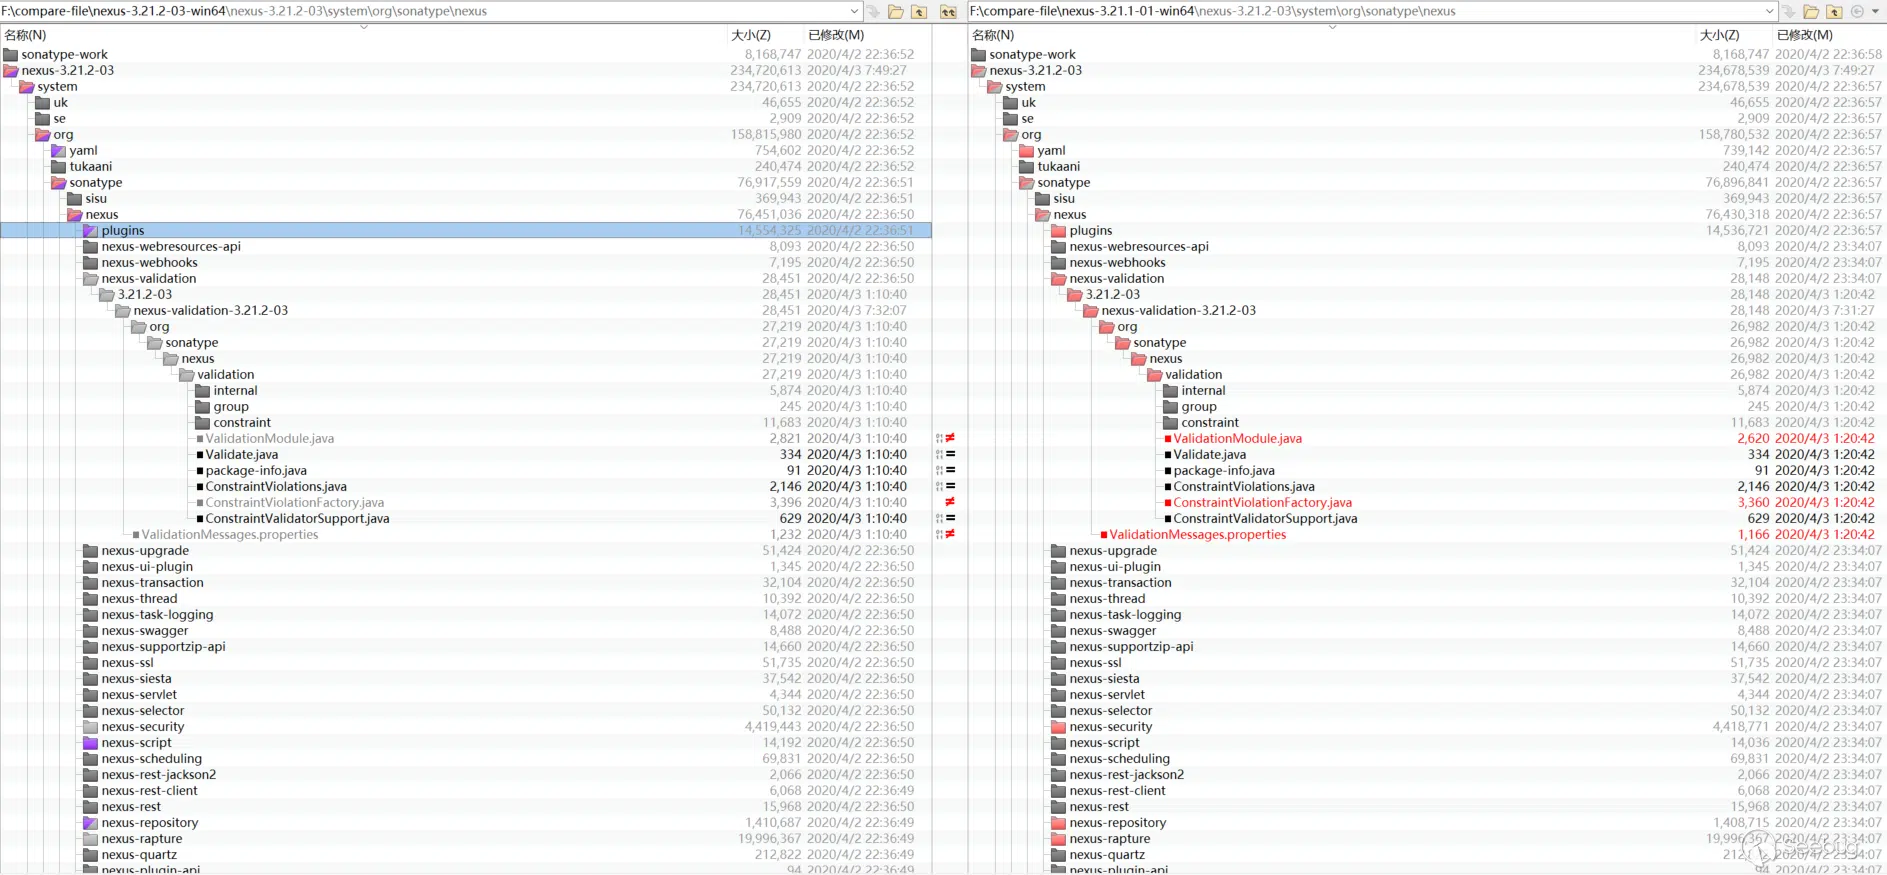 F:\compare-file\nexus-3.21.2-03-win64\nexus-3.21.2-03\system\org\sonatype\nexus
F:\compare-file\nexus-3.21.1-01-win64\nexus-3.21.2-03\system\org\sonatype\nexus
名称(N) 大小(Z) 已修改(M) 名称(N) 大小(Z) 已修改(M)
sonatype-work 8,168,747 2020/4/2 22:36:52 sonatype-work 8,168,747 2020/4/2 22:36:58
nexus-3.21.2-03 234,720,613 2020/4/3 7:49:27 nexus-3.21.2-03 234,678,539 2020/4/3 7:49:27
system 234,720,613 2020/4/2 22:36:52 system 234,678,539 2020/4/2 22:36:57
uk 46,655 2020/4/2 22:36:52 uk 46,655 2020/4/2 22:36:57
se 2,909 2020/4/2 22:36:52 se 2,909 2020/4/2 22:36:57
org 158,815,980 2020/4/2 22:36:52 org 158,780,532 2020/4/2 22:36:57
yaml 754,602 2020/4/2 22:36:52 yaml 739,142 2020/4/2 22:36:57
tukaani 240,474 2020/4/2 22:36:52 tukaani 240,474 2020/4/2 22:36:57
sonatype 76,917,559 2020/4/2 22:36:51 sonatype 76,896,841 2020/4/2 22:36:57
sisu 369,943 2020/4/2 22:36:51 sisu 369,943 2020/4/2 22:36:57
nexus 76,451,036 2020/4/2 22:36:50 nexus 76,430,318 2020/4/2 22:36:57
plugins 14,554,325 2020/4/2 22:36:51 plugins 14,536,721 2020/4/2 22:36:57
nexus-webresources-api 8,093 2020/4/2 22:36:50 nexus-webresources-api 8,093 2020/4/2 23:34:07
nexus-webhooks 7,195 2020/4/2 22:36:50 nexus-webhooks 7,195 2020/4/2 23:34:07
nexus-validation 28,451 2020/4/2 22:36:50 nexus-validation 28,148 2020/4/2 23:34:07
3.21.2-03 28,451 2020/4/3 1:10:40 3.21.2-03 28,148 2020/4/3 1:20:42
nexus-validation-3.21.2-03 28,451 2020/4/3 7:32:07 nexus-validation-3.21.2-03 28,148 2020/4/3 7:31:27
org 27,219 2020/4/3 1:10:40 org 26,982 2020/4/3 1:20:42
sonatype 27,219 2020/4/3 1:10:40 sonatype 26,982 2020/4/3 1:20:42
nexus 27,219 2020/4/3 1:10:40 nexus 26,982 2020/4/3 1:20:42
validation 27,219 2020/4/3 1:10:40 validation 26,982 2020/4/3 1:20:42
internal 5,874 2020/4/3 1:10:40 internal 5,874 2020/4/3 1:20:42
group 245 2020/4/3 1:10:40 group 245 2020/4/3 1:20:42
constraint 11,683 2020/4/3 1:10:40 constraint 11,683 2020/4/3 1:20:42
ValidationModule.java 2,821 2020/4/3 1:10:40 ≠ ValidationModule.java 2,620 2020/4/3 1:20:42
Validate.java 334 2020/4/3 1:10:40 = Validate.java 334 2020/4/3 1:20:42
package-info.java 91 2020/4/3 1:10:40 = package-info.java 91 2020/4/3 1:20:42
ConstraintViolations.java 2,146 2020/4/3 1:10:40 = ConstraintViolations.java 2,146 2020/4/3 1:20:42
ConstraintViolationFactory.java 3,396 2020/4/3 1:10:40 ≠ ConstraintViolationFactory.java 3,360 2020/4/3 1:20:42
ConstraintValidatorSupport.java 629 2020/4/3 1:10:40 = ConstraintValidatorSupport.java 629 2020/4/3 1:20:42
ValidationMessages.properties 1,232 2020/4/3 1:10:40 ≠ ValidationMessages.properties 1,166 2020/4/3 1:20:42
nexus-upgrade 51,424 2020/4/2 22:36:50 nexus-upgrade 51,424 2020/4/2 23:34:07
nexus-ui-plugin 1,345 2020/4/2 22:36:50 nexus-ui-plugin 1,345 2020/4/2 23:34:07
nexus-transaction 32,104 2020/4/2 22:36:50 nexus-transaction 32,104 2020/4/2 23:34:07
nexus-thread 10,392 2020/4/2 22:36:50 nexus-thread 10,392 2020/4/2 23:34:07
nexus-task-logging 14,072 2020/4/2 22:36:50 nexus-task-logging 14,072 2020/4/2 23:34:07
nexus-swagger 8,488 2020/4/2 22:36:50 nexus-swagger 8,488 2020/4/2 23:34:07
nexus-supportzip-api 14,660 2020/4/2 22:36:50 nexus-supportzip-api 14,660 2020/4/2 23:34:07
nexus-ssl 51,735 2020/4/2 22:36:50 nexus-ssl 51,735 2020/4/2 23:34:07
nexus-siesta 37,542 2020/4/2 22:36:50 nexus-siesta 37,542 2020/4/2 23:34:07
nexus-servlet 4,344 2020/4/2 22:36:50 nexus-servlet 4,344 2020/4/2 23:34:07
nexus-selector 50,132 2020/4/2 22:36:50 nexus-selector 50,132 2020/4/2 23:34:07
nexus-security 4,419,443 2020/4/2 22:36:50 nexus-security 4,418,771 2020/4/2 23:34:07
nexus-script 14,192 2020/4/2 22:36:50 nexus-script 14,036 2020/4/2 23:34:07
nexus-scheduling 69,831 2020/4/2 22:36:50 nexus-scheduling 69,831 2020/4/2 23:34:07
nexus-rest-jackson2 2,066 2020/4/2 22:36:50 nexus-rest-jackson2 2,066 2020/4/2 23:34:07
nexus-rest-client 6,068 2020/4/2 22:36:49 nexus-rest-client 6,068 2020/4/2 23:34:07
nexus-rest 15,968 2020/4/2 22:36:49 nexus-rest 15,968 2020/4/2 23:34:07
nexus-repository 1,410,687 2020/4/2 22:36:49 nexus-repository 1,408,715 2020/4/2 23:34:07
nexus-rapture 19,996,367 2020/4/2 22:36:49 nexus-rapture 2020/4/2 23:34:07
nexus-quartz 212,822 2020/4/2 22:36:49 nexus-quartz
nexus-plugin-api 94 2020/4/2 22:36:49 nexus-plugin-api 94 2020/4/2 23:34:07
Seebug